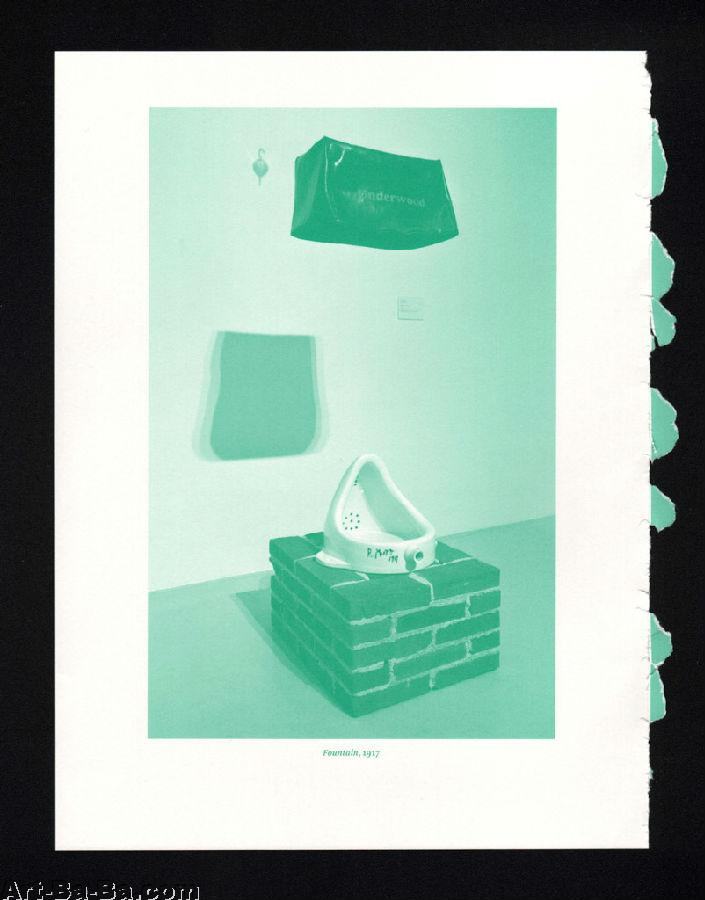 Underwood
R. Mutt
1917
Fountain, 1917
Art-Ba-Ba.com